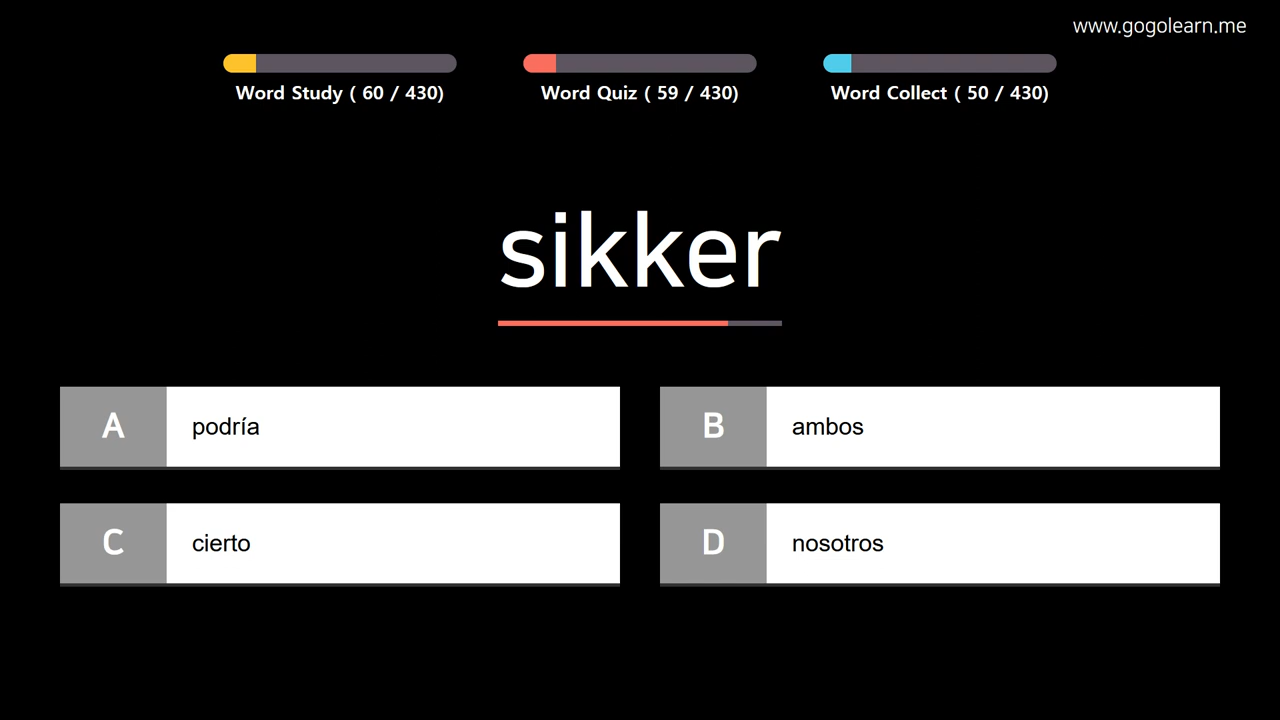 www.gogolearn.me
Word Study ( 60 / 430)
Word Quiz ( 59 / 430)
Word Collect ( 50 / 430)
sikker
A podría
B ambos
C cierto
D nosotros